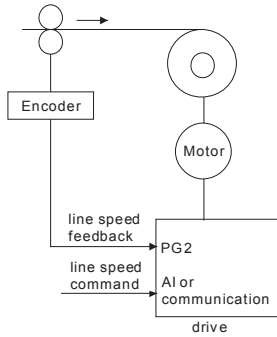 Encoder
Motor
line speed
feedback
PG2
line speed
command
AI or
communication
drive